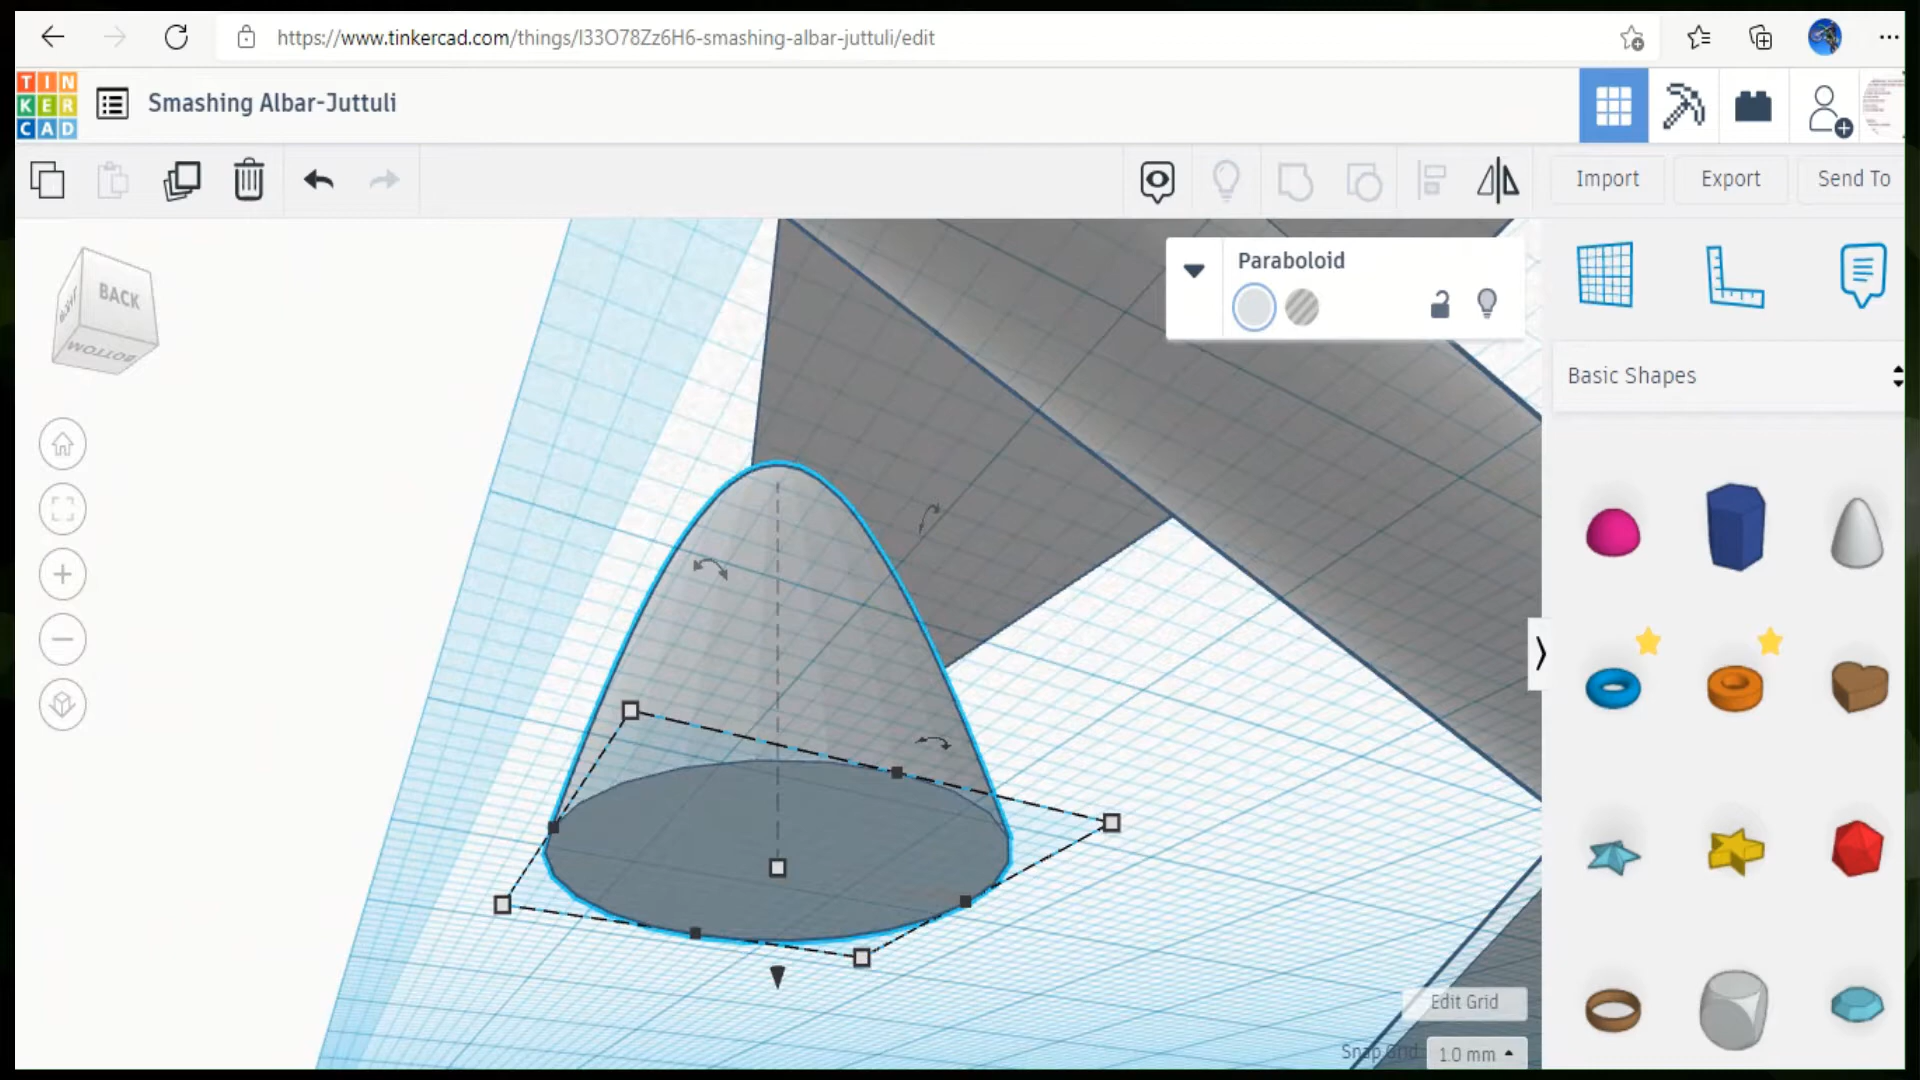 https://www.tinkercad.com/things/l33O78Zz6H6-smashing-albar-juttuli/edit
TIN
KER
CAD
Smashing Albar-Juttuli
Import
Export
Send To
BACK
BOTTOM
Paraboloid
Basic Shapes
Edit Grid
Snap Grid
1.0 mm